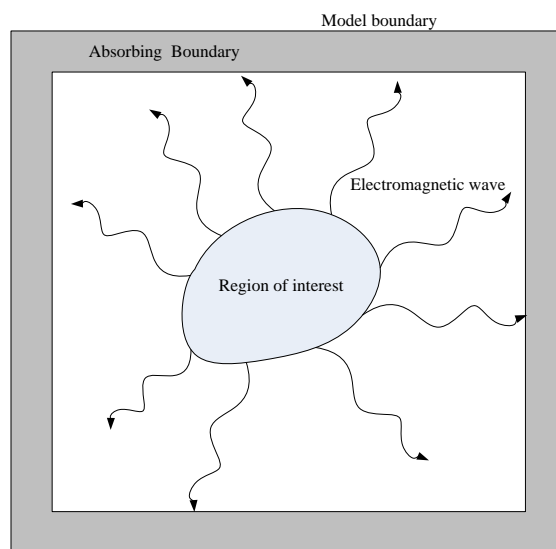 Model boundary
Absorbing Boundary
Electromagnetic wave
Region of interest